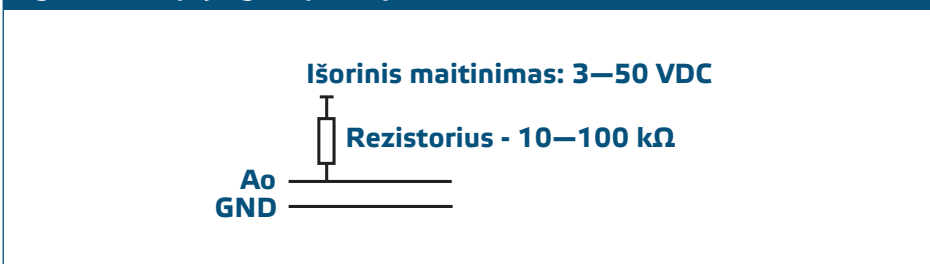 Išorinis maitinimas: 3—50 VDC
Rezistorius - 10—100 kΩ
Ao
GND